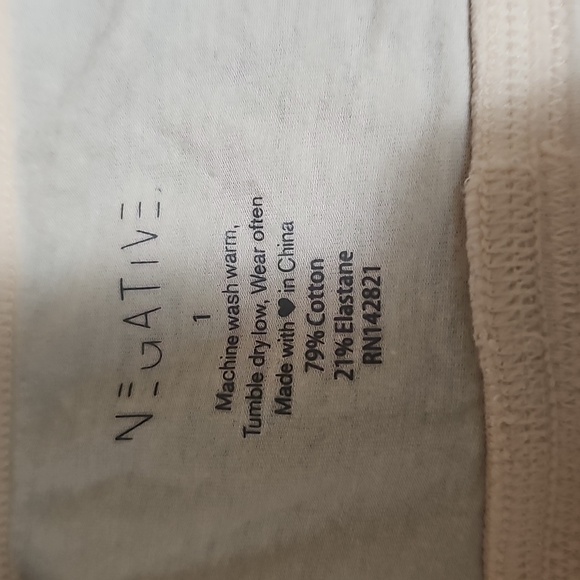 NEGATIVE
1
Machine wash warm,
Tumble dry low, Wear often
Made with ♥ in China
79% Cotton
21% Elastane
RN142821